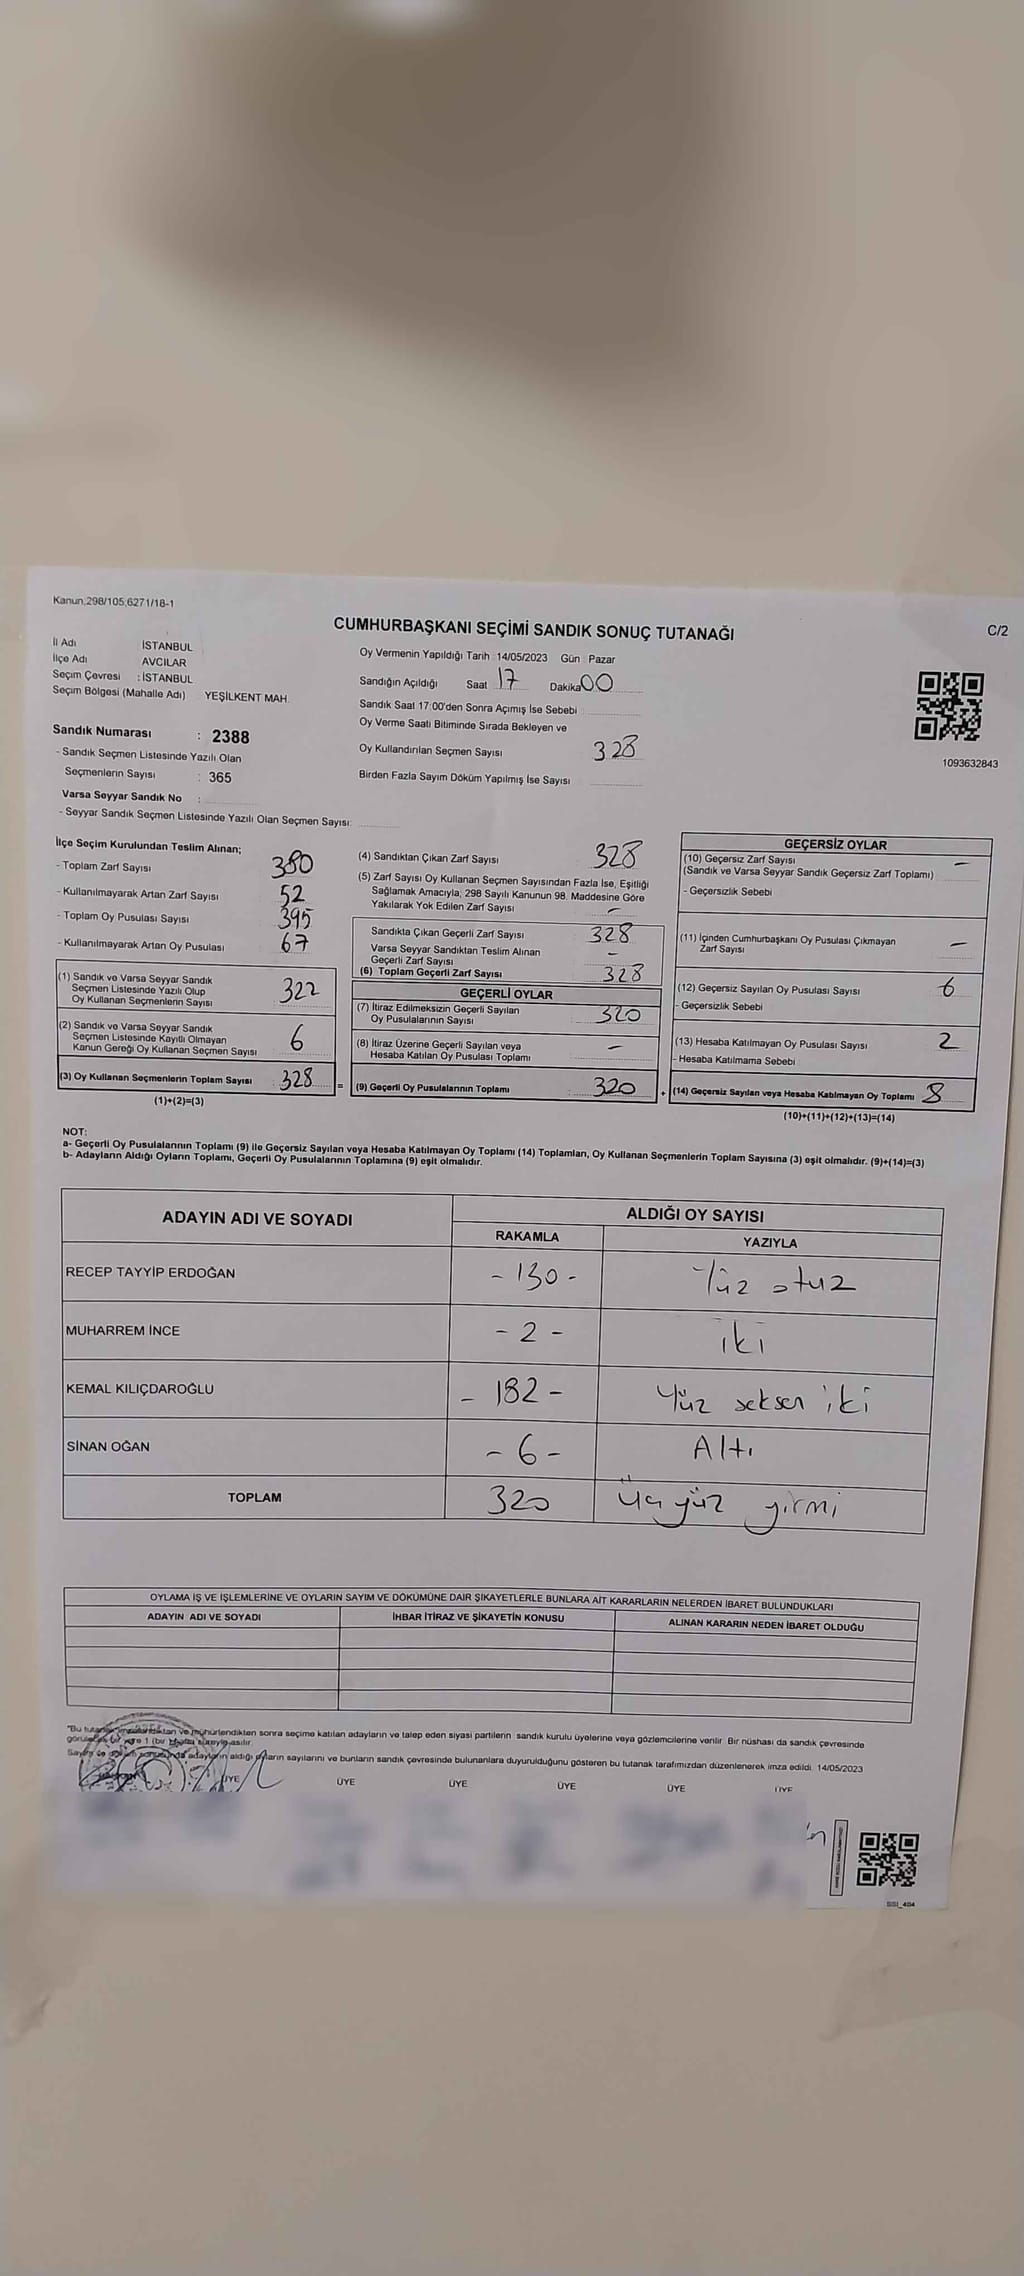 Kanun,298/105,6271/18-1
CUMHURBAŞKANI SEÇİMİ SANDIK SONUÇ TUTANAĞI
C/2
İl Adı İSTANBUL
İlçe Adı AVCILAR
Seçim Çevresi : İSTANBUL
Seçim Bölgesi (Mahalle Adı) YEŞİLKENT MAH.
Sandık Numarası : 2388
- Sandık Seçmen Listesinde Yazılı Olan
Seçmenlerin Sayısı : 365
Varsa Seyyar Sandık No :
- Seyyar Sandık Seçmen Listesinde Yazılı Olan Seçmen Sayısı:
Oy Vermenin Yapıldığı Tarih 14/05/2023 Gün Pazar
Sandığın Açıldığı Saat 17 Dakika 00
Sandık Saat 17:00'den Sonra Açımış İse Sebebi
Oy Verme Saati Bitiminde Sırada Bekleyen ve
Oy Kullandırılan Seçmen Sayısı 328
Birden Fazla Sayım Döküm Yapılmış İse Sayısı
1093632843
İlçe Seçim Kurulundan Teslim Alınan;
- Toplam Zarf Sayısı 380
- Kullanılmayarak Artan Zarf Sayısı 52
- Toplam Oy Pusulası Sayısı 395
- Kullanılmayarak Artan Oy Pusulası 67
(1) Sandık ve Varsa Seyyar Sandık
Seçmen Listesinde Yazılı Olup
Oy Kullanan Seçmenlerin Sayısı 322
(2) Sandık ve Varsa Seyyar Sandık
Seçmen Listesinde Kayıtlı Olmayan
Kanun Gereği Oy Kullanan Seçmen Sayısı 6
(3) Oy Kullanan Seçmenlerin Toplam Sayısı 328 =
(1)+(2)=(3)
(4) Sandıktan Çıkan Zarf Sayısı 328
(5) Zarf Sayısı Oy Kullanan Seçmen Sayısından Fazla İse, Eşitliği
Sağlamak Amacıyla; 298 Sayılı Kanunun 98. Maddesine Göre
Yakılarak Yok Edilen Zarf Sayısı -
Sandıkta Çıkan Geçerli Zarf Sayısı 328
Varsa Seyyar Sandıktan Teslim Alınan
Geçerli Zarf Sayısı -
(6) Toplam Geçerli Zarf Sayısı 328
GEÇERLİ OYLAR
(7) İtiraz Edilmeksizin Geçerli Sayılan
Oy Pusulalarının Sayısı 320
(8) İtiraz Üzerine Geçerli Sayılan veya
Hesaba Katılan Oy Pusulası Toplamı -
(9) Geçerli Oy Pusulalarının Toplamı 320 +
GEÇERSİZ OYLAR
(10) Geçersiz Zarf Sayısı -
(Sandık ve Varsa Seyyar Sandık Geçersiz Zarf Toplamı)
- Geçersizlik Sebebi
(11) İçinden Cumhurbaşkanı Oy Pusulası Çıkmayan
Zarf Sayısı -
(12) Geçersiz Sayılan Oy Pusulası Sayısı 6
- Geçersizlik Sebebi
(13) Hesaba Katılmayan Oy Pusulası Sayısı 2
- Hesaba Katılmama Sebebi
(14) Geçersiz Sayılan veya Hesaba Katılmayan Oy Toplamı 8
(10)+(11)+(12)+(13)=(14)
NOT:
a- Geçerli Oy Pusulalarının Toplamı (9) ile Geçersiz Sayılan veya Hesaba Katılmayan Oy Toplamı (14) Toplamları, Oy Kullanan Seçmenlerin Toplam Sayısına (3) eşit olmalıdır. (9)+(14)=(3)
b- Adayların Aldığı Oyların Toplamı, Geçerli Oy Pusulalarının Toplamına (9) eşit olmalıdır.
ADAYIN ADI VE SOYADI ALDIĞI OY SAYISI
RAKAMLA YAZIYLA
RECEP TAYYİP ERDOĞAN - 130 - Yüz otuz
MUHARREM İNCE - 2 - iki
KEMAL KILIÇDAROĞLU - 182 - Yüz seksen iki
SİNAN OĞAN - 6 - Altı
TOPLAM 320 Üçyüz yirmi
OYLAMA İŞ VE İŞLEMLERİNE VE OYLARIN SAYIM VE DÖKÜMÜNE DAİR ŞİKAYETLERLE BUNLARA AİT KARARLARIN NELERDEN İBARET BULUNDUKLARI
ADAYIN ADI VE SOYADI İHBAR İTİRAZ VE ŞİKAYETİN KONUSU ALINAN KARARIN NEDEN İBARET OLDUĞU
"Bu tutanak imzalandıktan ve mühürlendikten sonra seçime katılan adayların ve talep eden siyasi partilerin sandık kurulu üyelerine veya gözlemcilerine verilir. Bir nüshası da sandık çevresinde
görülecek bir yere 1 (bir) hafta süreyle asılır.
adayların aldığı oyların sayılarını ve bunların sandık çevresinde bulunanlara duyurulduğunu gösteren bu tutanak tarafımızdan düzenlenerek imza edildi. 14/05/2023
ÜYE ÜYE ÜYE ÜYE ÜYE ÜYE
SSI_404